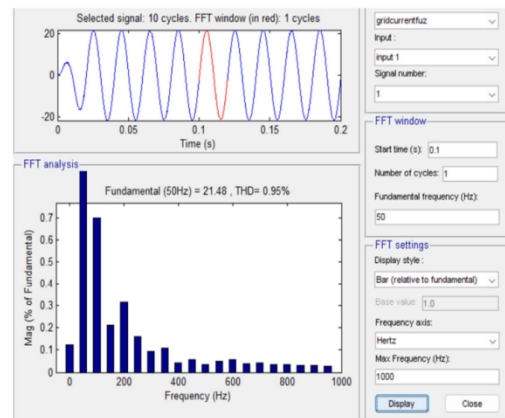 Selected signal: 10 cycles. FFT window (in red): 1 cycles
20
0
-20
0 0.05 0.1 0.15 0.2
Time (s)
FFT analysis
Fundamental (50Hz) = 21.48 , THD= 0.95%
Mag (% of Fundamental)
0.7
0.6
0.5
0.4
0.3
0.2
0.1
0
0 200 400 600 800 1000
Frequency (Hz)
gridcurrentfuz
Input :
input 1
Signal number:
1
FFT window
Start time (s): 0.1
Number of cycles: 1
Fundamental frequency (Hz):
50
FFT settings
Display style :
Bar (relative to fundamental)
Base value: 1.0
Frequency axis:
Hertz
Max Frequency (Hz):
1000
Display Close